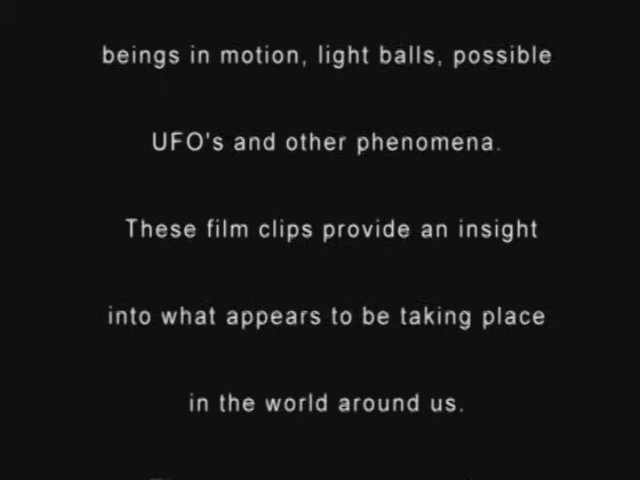 beings in motion, light balls, possible
UFO's and other phenomena.
These film clips provide an insight
into what appears to be taking place
in the world around us.